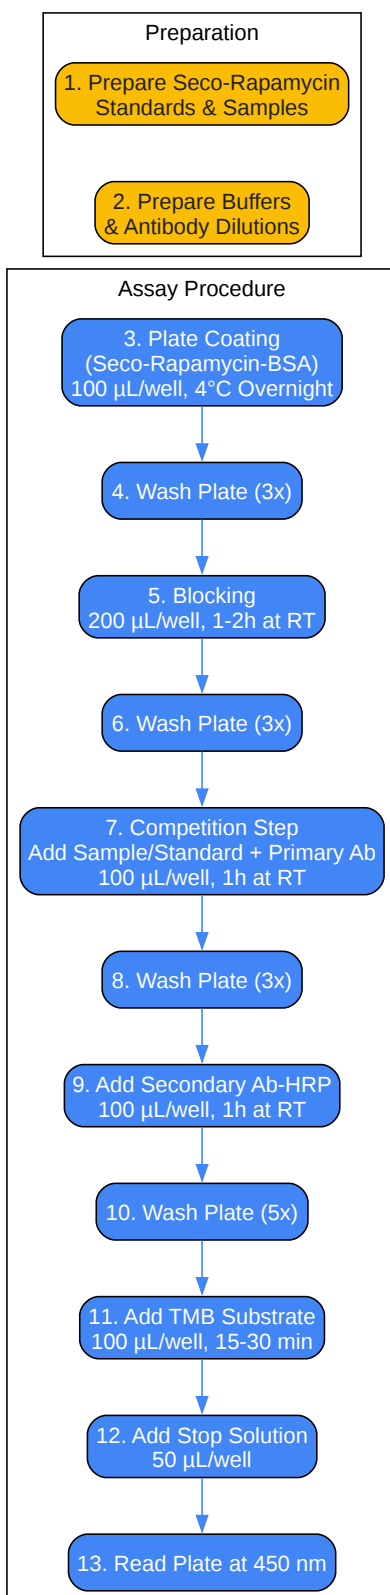 Preparation
1. Prepare Seco-Rapamycin
Standards & Samples
2. Prepare Buffers
& Antibody Dilutions
Assay Procedure
3. Plate Coating
(Seco-Rapamycin-BSA)
100 µL/well, 4°C Overnight
4. Wash Plate (3x)
5. Blocking
200 µL/well, 1-2h at RT
6. Wash Plate (3x)
7. Competition Step
Add Sample/Standard + Primary Ab
100 µL/well, 1h at RT
8. Wash Plate (3x)
9. Add Secondary Ab-HRP
100 µL/well, 1h at RT
10. Wash Plate (5x)
11. Add TMB Substrate
100 µL/well, 15-30 min
12. Add Stop Solution
50 µL/well
13. Read Plate at 450 nm